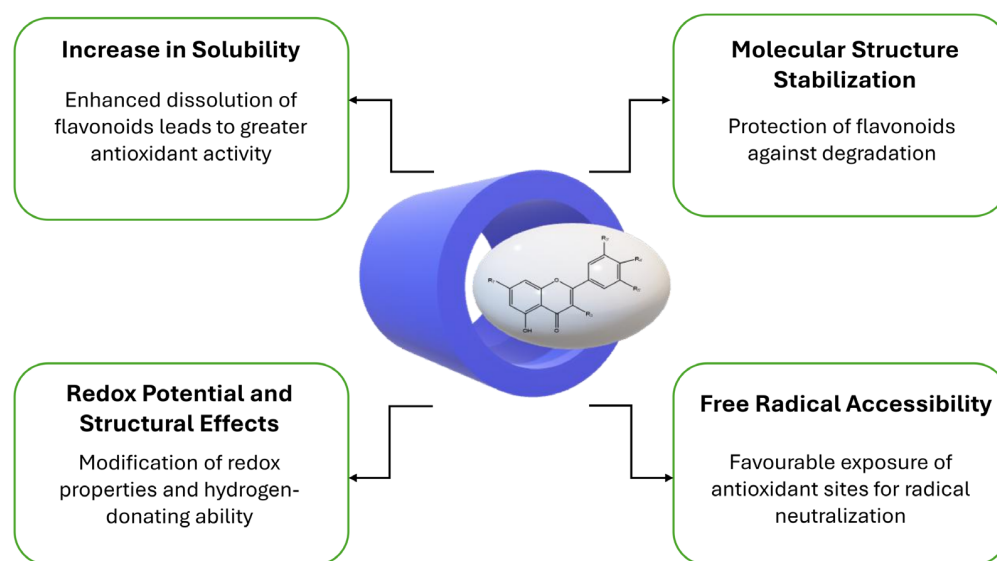 Increase in Solubility
Enhanced dissolution of
flavonoids leads to greater
antioxidant activity
Molecular Structure
Stabilization
Protection of flavonoids
against degradation
O
OH
O
Redox Potential and
Structural Effects
Modification of redox
properties and hydrogen-
donating ability
Free Radical Accessibility
Favourable exposure of
antioxidant sites for radical
neutralization